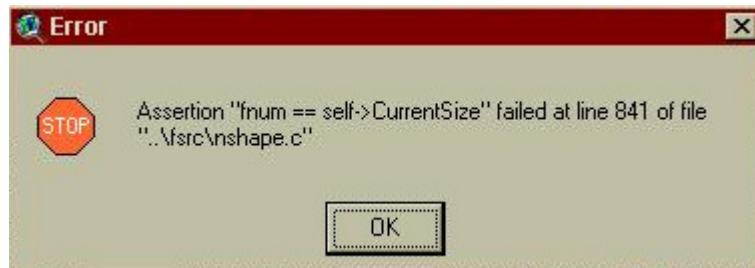 Error
STOP
Assertion "fnum == self->CurrentSize" failed at line 841 of file
"..\fsrc\nshape.c"
OK